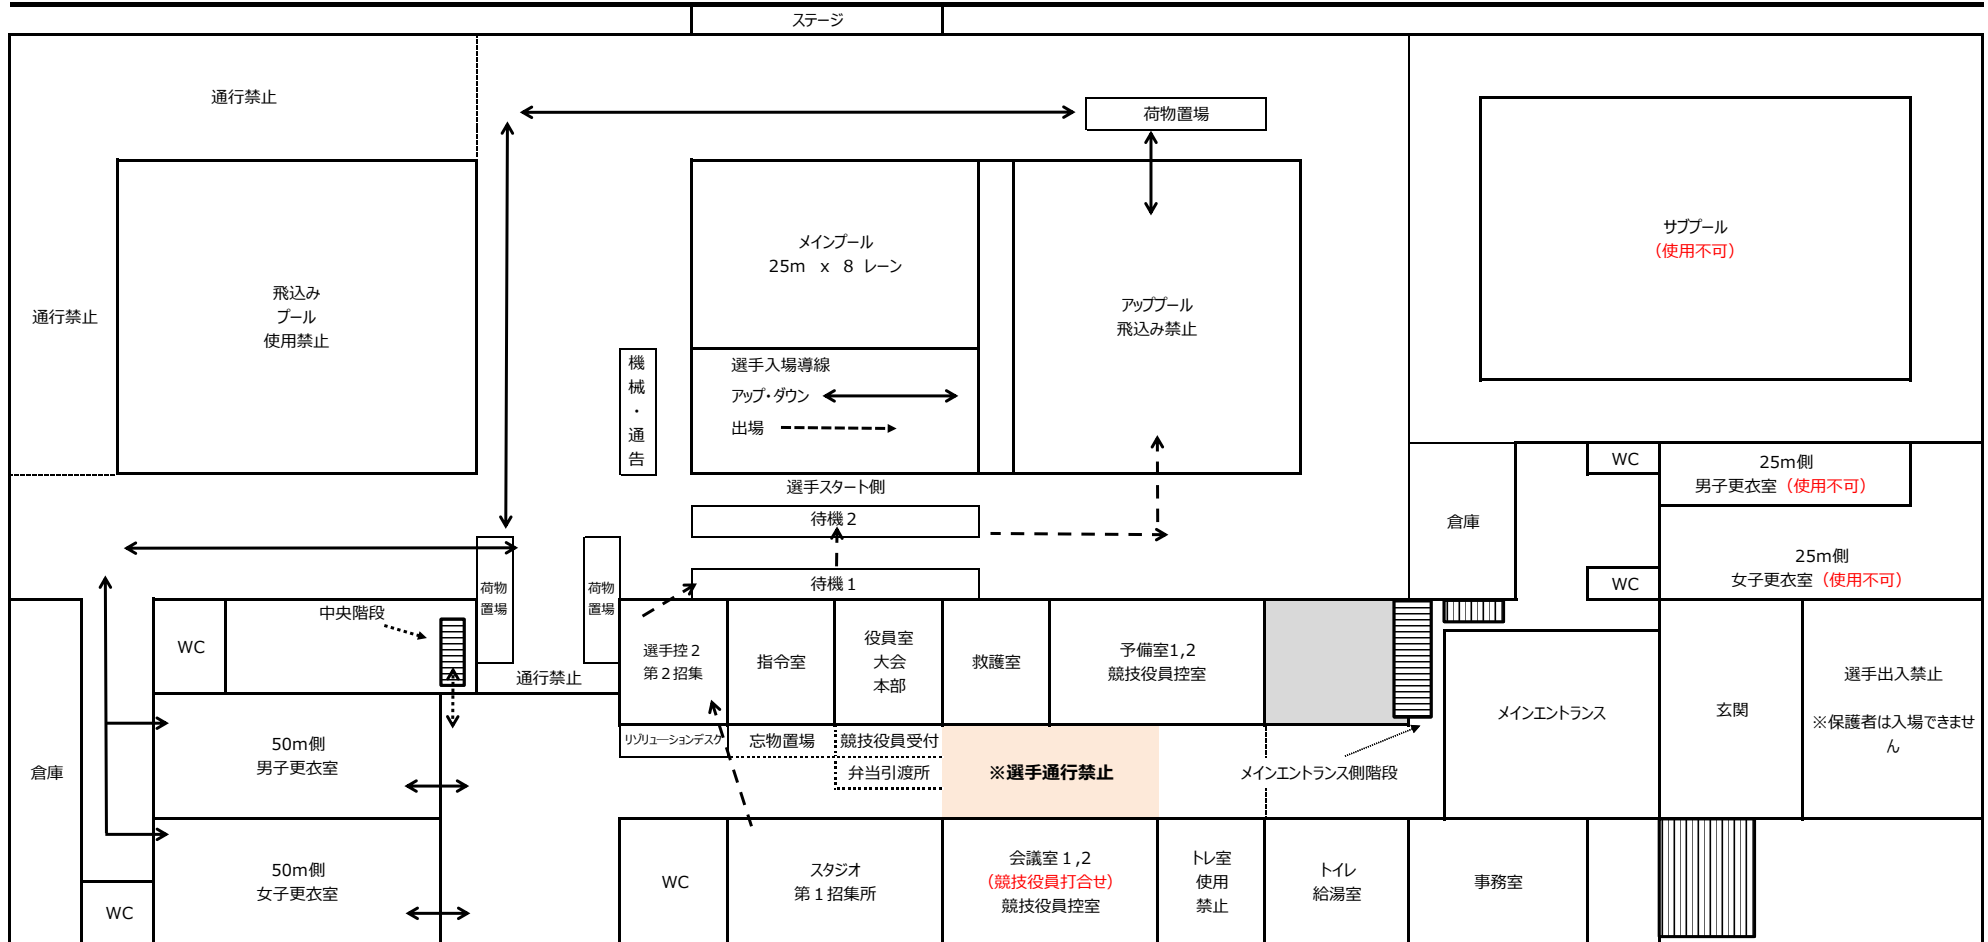 ステージ
通行禁止
荷物置場
メインプール
25m x 8 レーン
サブプール
(使用不可)
飛込み
プール
使用禁止
通行禁止
アッププール
飛込み禁止
機
械
・
通
告
選手入場導線
アップ・ダウン
出場
WC
25m側
男子更衣室(使用不可)
選手スタート側
待機2
倉庫
25m側
女子更衣室(使用不可)
WC
荷物
置場
荷物
置場
待機1
中央階段
WC
通行禁止
選手控2
第2招集
指令室
役員室
大会
本部
救護室
予備室1,2
競技役員控室
メインエントランス
玄関
選手出入禁止
※保護者は入場できません
リゾリューションデスク
忘物置場
競技役員受付
弁当引渡所
※選手通行禁止
メインエントランス側階段
倉庫
50m側
男子更衣室
50m側
女子更衣室
WC
WC
スタジオ
第1招集所
会議室1,2
(競技役員打合せ)
競技役員控室
トレ室
使用
禁止
トイレ
給湯室
事務室